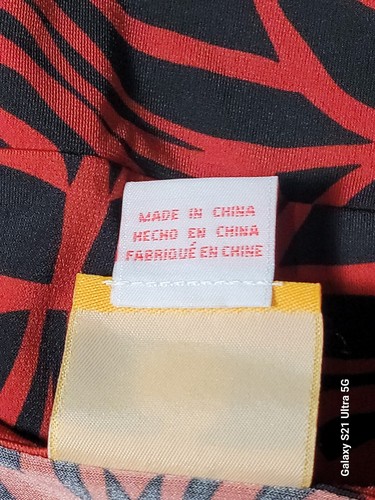 MADE IN CHINA
HECHO EN CHINA
FABRIQUÉ EN CHINE
Galaxy S21 Ultra 5G